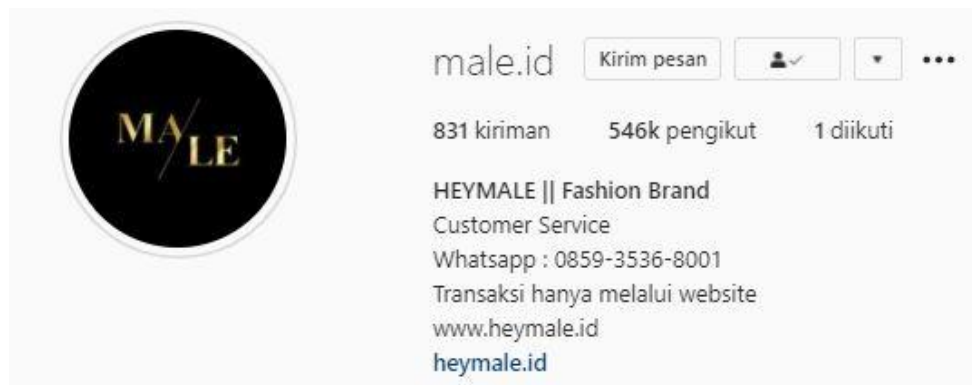 MA/LE
male.id Kirim pesan
831 kiriman 546k pengikut 1 diikuti
HEYMALE || Fashion Brand
Customer Service
Whatsapp : 0859-3536-8001
Transaksi hanya melalui website
www.heymale.id
heymale.id